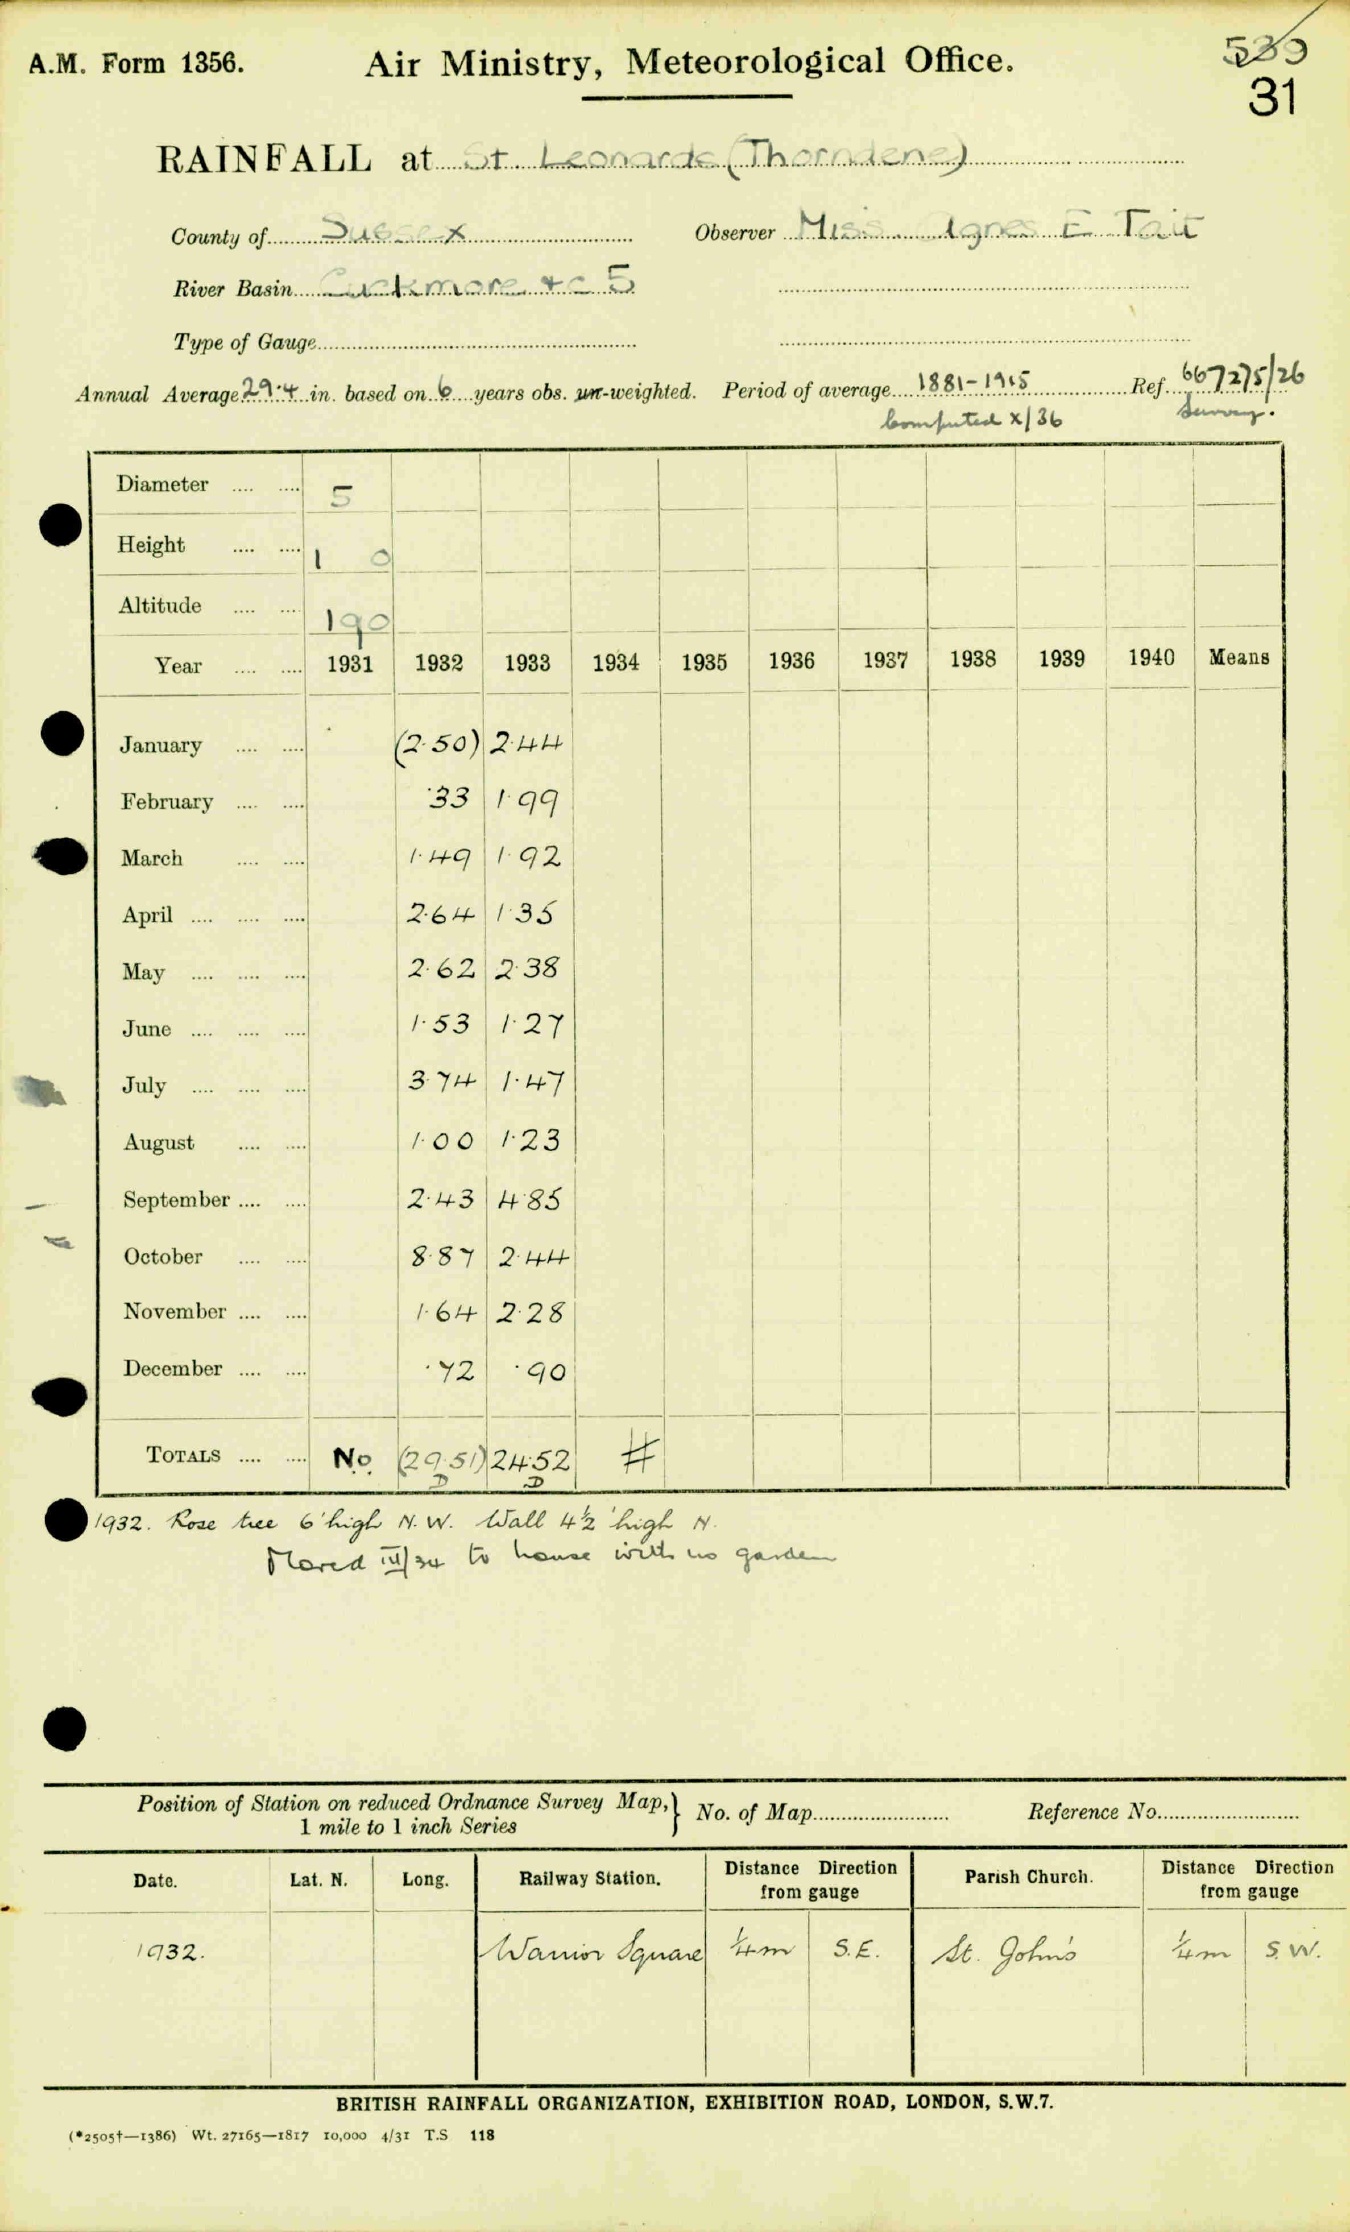 A.M. Form 1356. Air Ministry, Meteorological Office. 539
31
RAINFALL at St. Leonards (Thorndene)
County of Sussex Observer Miss. Agnes E Tait
River Basin Cuckmore &c 5
Type of Gauge
Annual Average 29.4 in. based on 6 years obs. un-weighted. Period of average 1881-1915 Ref. 667275/26
Computed X/36 Survey.
Diameter .... .... 5
Height .... .... 1 0
Altitude .... .... 190
Year .... .... 1931 1932 1933 1934 1935 1936 1937 1938 1939 1940 Means
January .... .... (2.50) 2.44
February .... .... .33 1.99
March .... .... 1.49 1.92
April .... .... .... 2.64 1.35
May .... .... .... 2.62 2.38
June .... .... .... 1.53 1.27
July .... .... .... 3.74 1.47
August .... .... 1.00 1.23
September .... .... 2.43 4.85
October .... .... 8.87 2.44
November .... .... 1.64 2.28
December .... .... .72 .90
TOTALS .... .... No. (29.51) 24.52 #
D D
1932. Rose tree 6' high N.W. Wall 4½' high N.
Moved III/34 to house with no garden
Position of Station on reduced Ordnance Survey Map, } No. of Map Reference No.
1 mile to 1 inch Series
Date. Lat. N. Long. Railway Station. Distance Direction from gauge Parish Church. Distance Direction from gauge
1932. Warrior Square ¼m S.E. St. John's ¼m S.W.
BRITISH RAINFALL ORGANIZATION, EXHIBITION ROAD, LONDON, S.W.7.
(*2505†—1386) Wt. 27165—1817 10,000 4/31 T.S 118